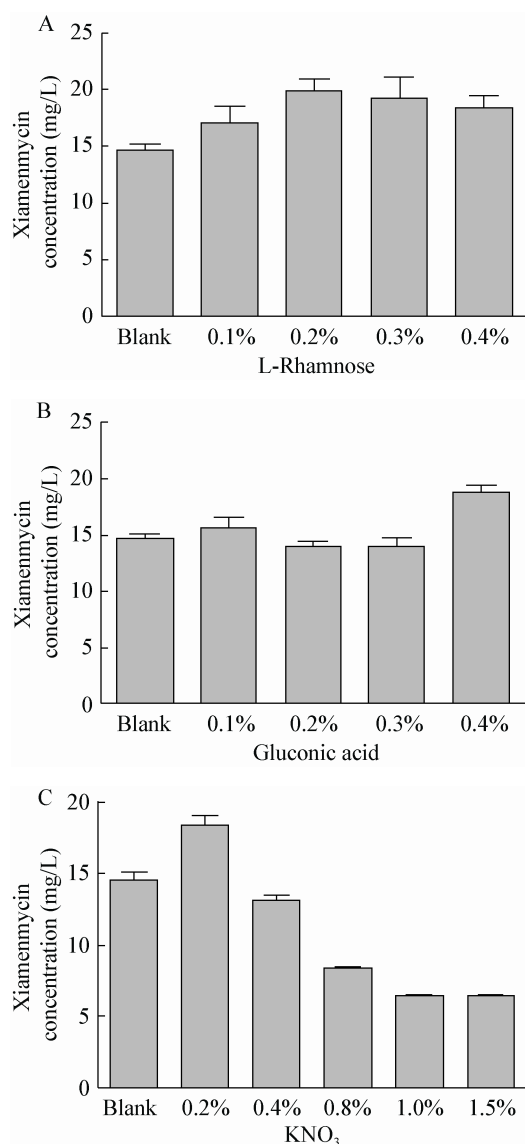 A
Xiamenmycin
concentration (mg/L)
25
20
15
10
5
0
Blank 0.1% 0.2% 0.3% 0.4%
L-Rhamnose
B
Xiamenmycin
concentration (mg/L)
25
20
15
10
5
0
Blank 0.1% 0.2% 0.3% 0.4%
Gluconic acid
C
Xiamenmycin
concentration (mg/L)
20
15
10
5
0
Blank 0.2% 0.4% 0.8% 1.0% 1.5%
KNO₃